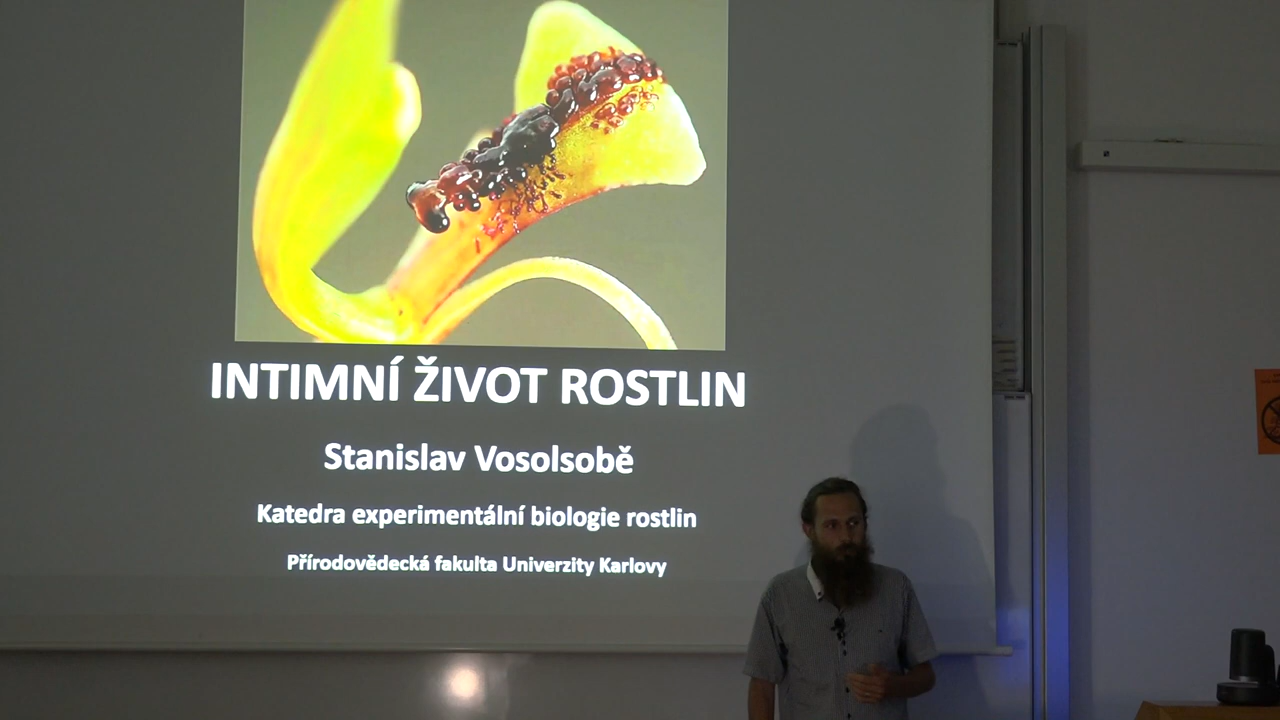 INTIMNÍ ŽIVOT ROSTLIN
Stanislav Vosolsobě
Katedra experimentální biologie rostlin
Přírodovědecká fakulta Univerzity Karlovy